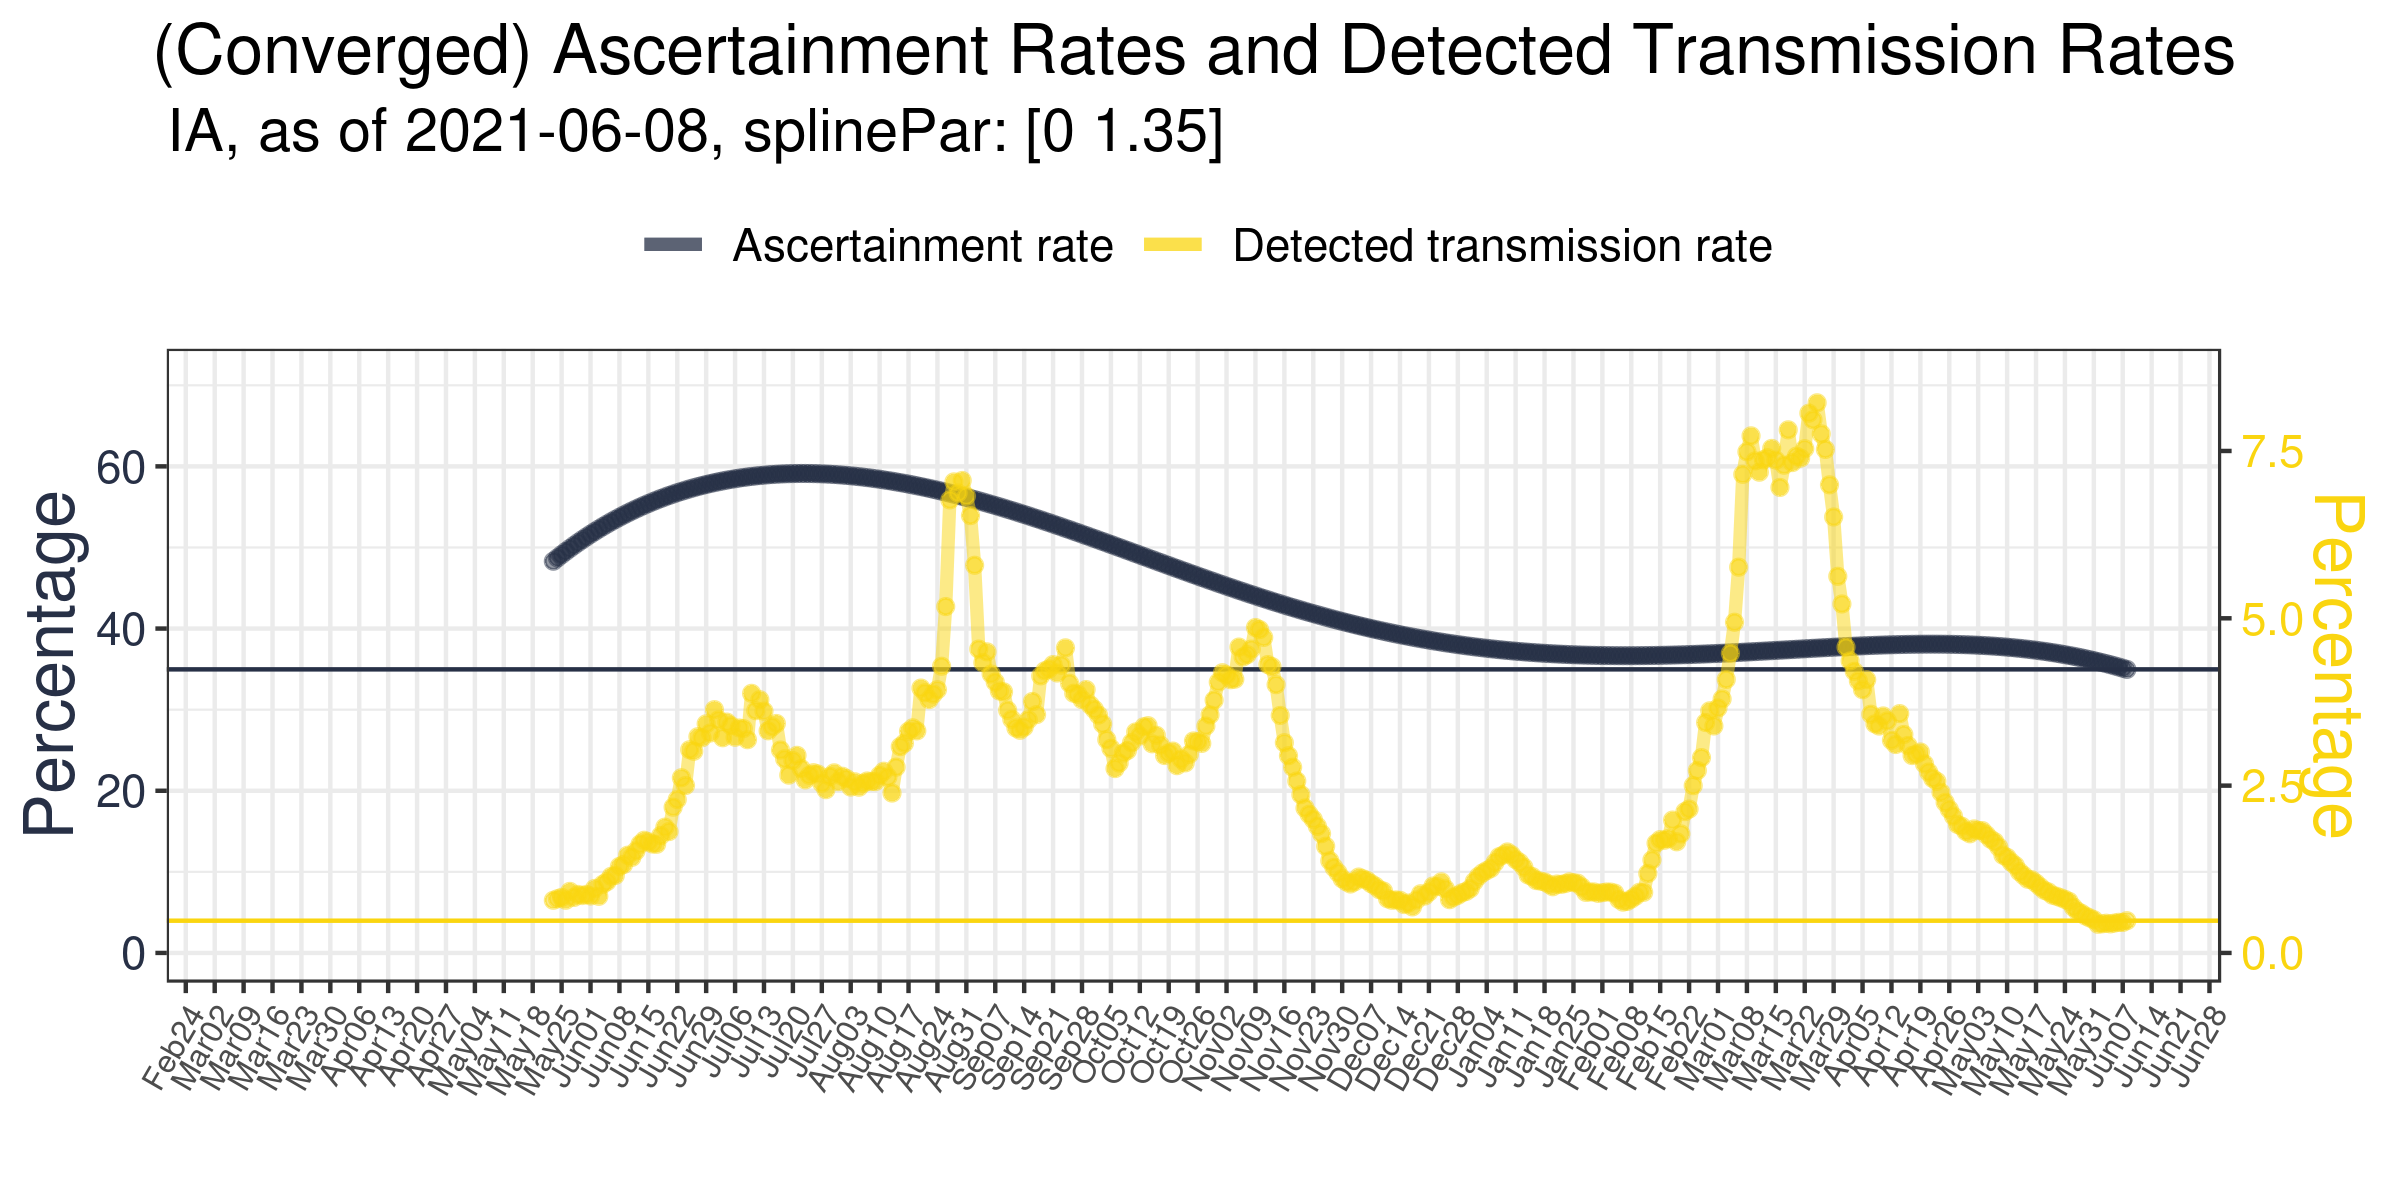 (Converged) Ascertainment Rates and Detected Transmission Rates
IA, as of 2021-06-08, splinePar: [0 1.35]
Ascertainment rate
Detected transmission rate
Percentage
60
40
20
0
7.5
5.0
2.5
0.0
Percentage
Feb24
Mar02
Mar09
Mar16
Mar23
Mar30
Apr06
Apr13
Apr20
Apr27
May04
May11
May18
May25
Jun01
Jun08
Jun15
Jun22
Jun29
Jul06
Jul13
Jul20
Jul27
Aug03
Aug10
Aug17
Aug24
Aug31
Sep07
Sep14
Sep21
Sep28
Oct05
Oct12
Oct19
Oct26
Nov02
Nov09
Nov16
Nov23
Nov30
Dec07
Dec14
Dec21
Dec28
Jan04
Jan11
Jan18
Jan25
Feb01
Feb08
Feb15
Feb22
Mar01
Mar08
Mar15
Mar22
Mar29
Apr05
Apr12
Apr19
Apr26
May03
May10
May17
May24
May31
Jun07
Jun14
Jun21
Jun28